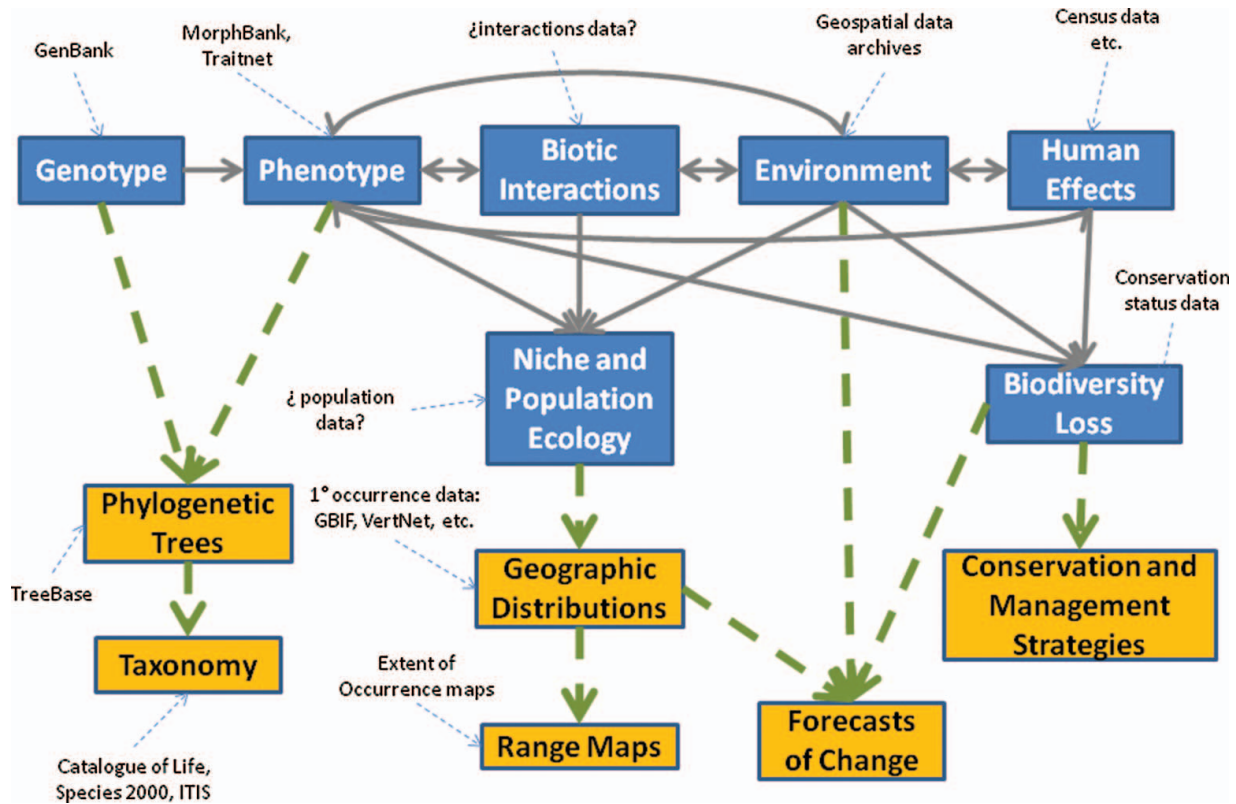 GenBank
MorphBank,
Traitnet
¿interactions data?
Geospatial data
archives
Census data
etc.
Genotype
Phenotype
Biotic
Interactions
Environment
Human
Effects
Conservation
status data
Niche and
Population
Ecology
¿ population
data?
Biodiversity
Loss
Phylogenetic
Trees
1° occurrence data:
GBIF, VertNet, etc.
TreeBase
Geographic
Distributions
Conservation and
Management
Strategies
Taxonomy
Extent of
Occurrence maps
Range Maps
Forecasts
of Change
Catalogue of Life,
Species 2000, ITIS